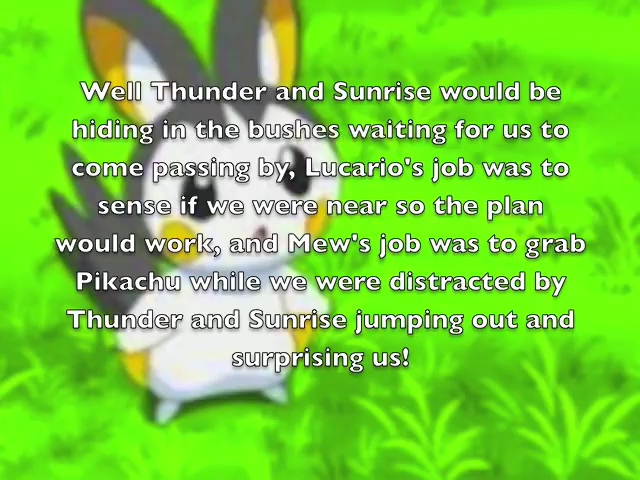 Well Thunder and Sunrise would be
hiding in the bushes waiting for us to
come passing by, Lucario's job was to
sense if we were near so the plan
would work, and Mew's job was to grab
Pikachu while we were distracted by
Thunder and Sunrise jumping out and
surprising us!